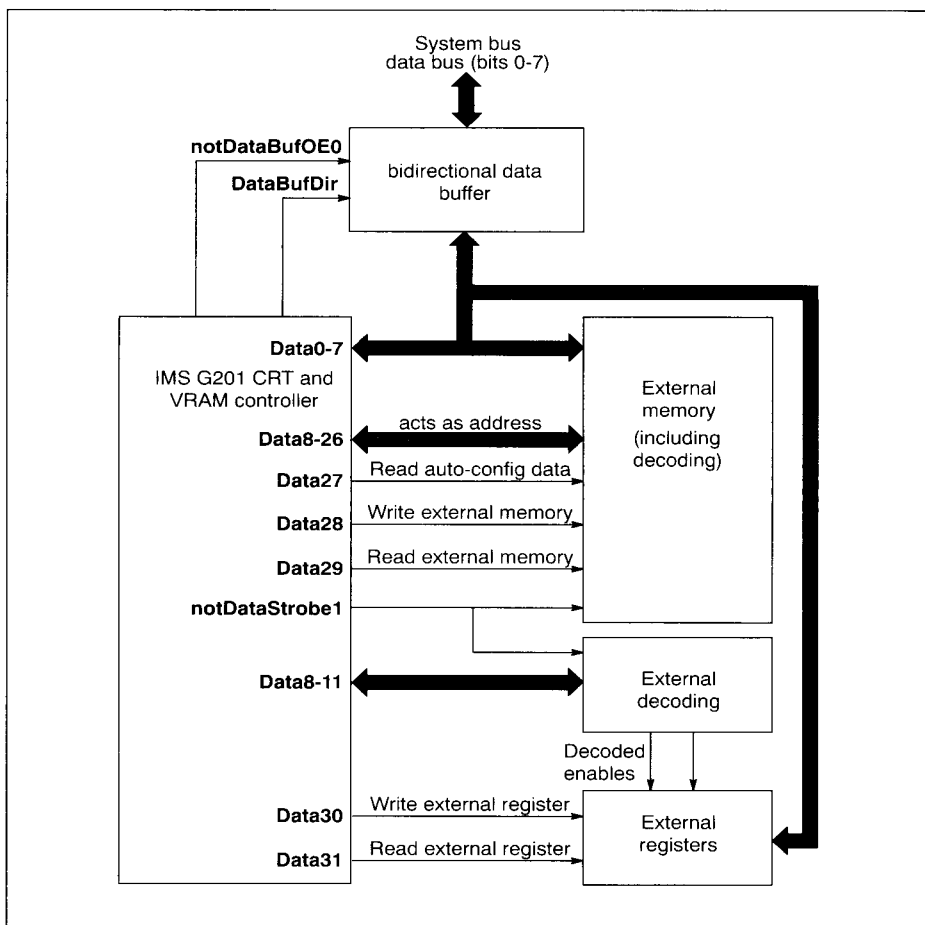 System bus
data bus (bits 0-7)
notDataBufOE0
DataBufDir
bidirectional data
buffer
Data0-7
IMS G201 CRT and
VRAM controller
External
memory
(including
decoding)
acts as address
Data8-26
Read auto-config data
Data27
Write external memory
Data28
Read external memory
Data29
notDataStrobe1
Data8-11
External
decoding
Decoded
enables
Write external register
Data30
External
registers
Read external register
Data31